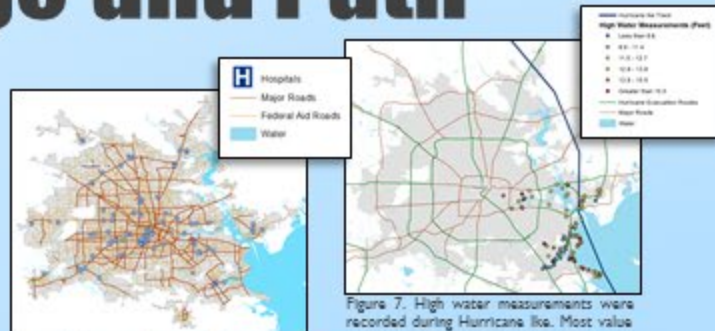 ge and Path
Hospitals
Major Roads
Federal Aid Roads
Water
Hurricane Ike Track
High Water Measurements (Feet)
Hurricane Evacuation Routes
Major Roads
Water
Figure 7. High water measurements were
recorded during Hurricane Ike. Most value